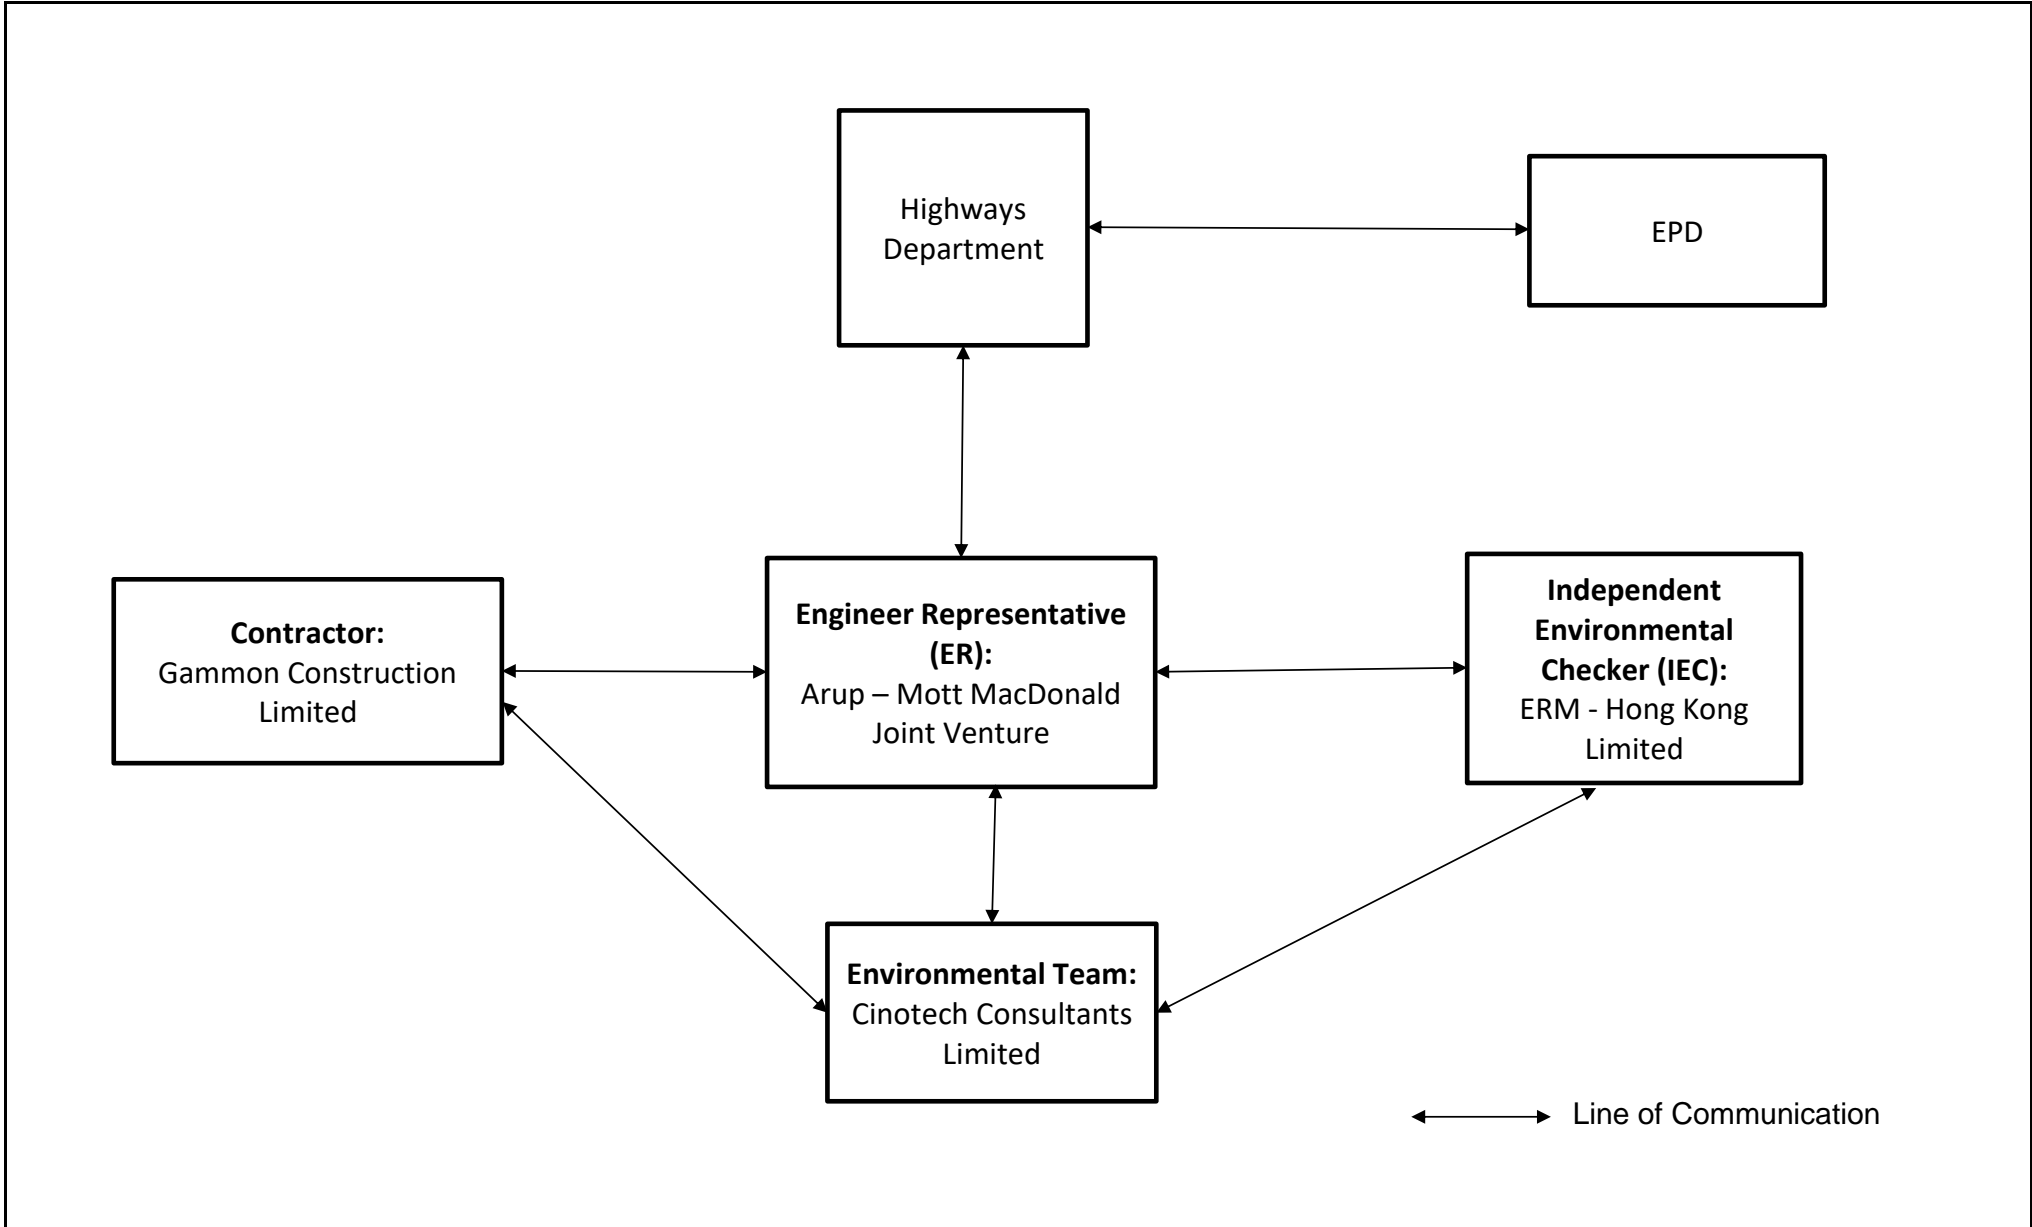 Highways
Department
EPD
Contractor:
Gammon Construction
Limited
Engineer Representative
(ER):
Arup – Mott MacDonald
Joint Venture
Independent
Environmental
Checker (IEC):
ERM - Hong Kong
Limited
Environmental Team:
Cinotech Consultants
Limited
Line of Communication